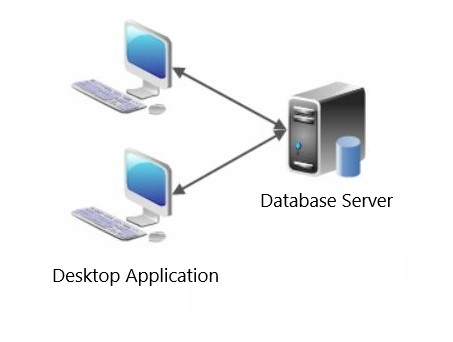 Database Server
Desktop Application